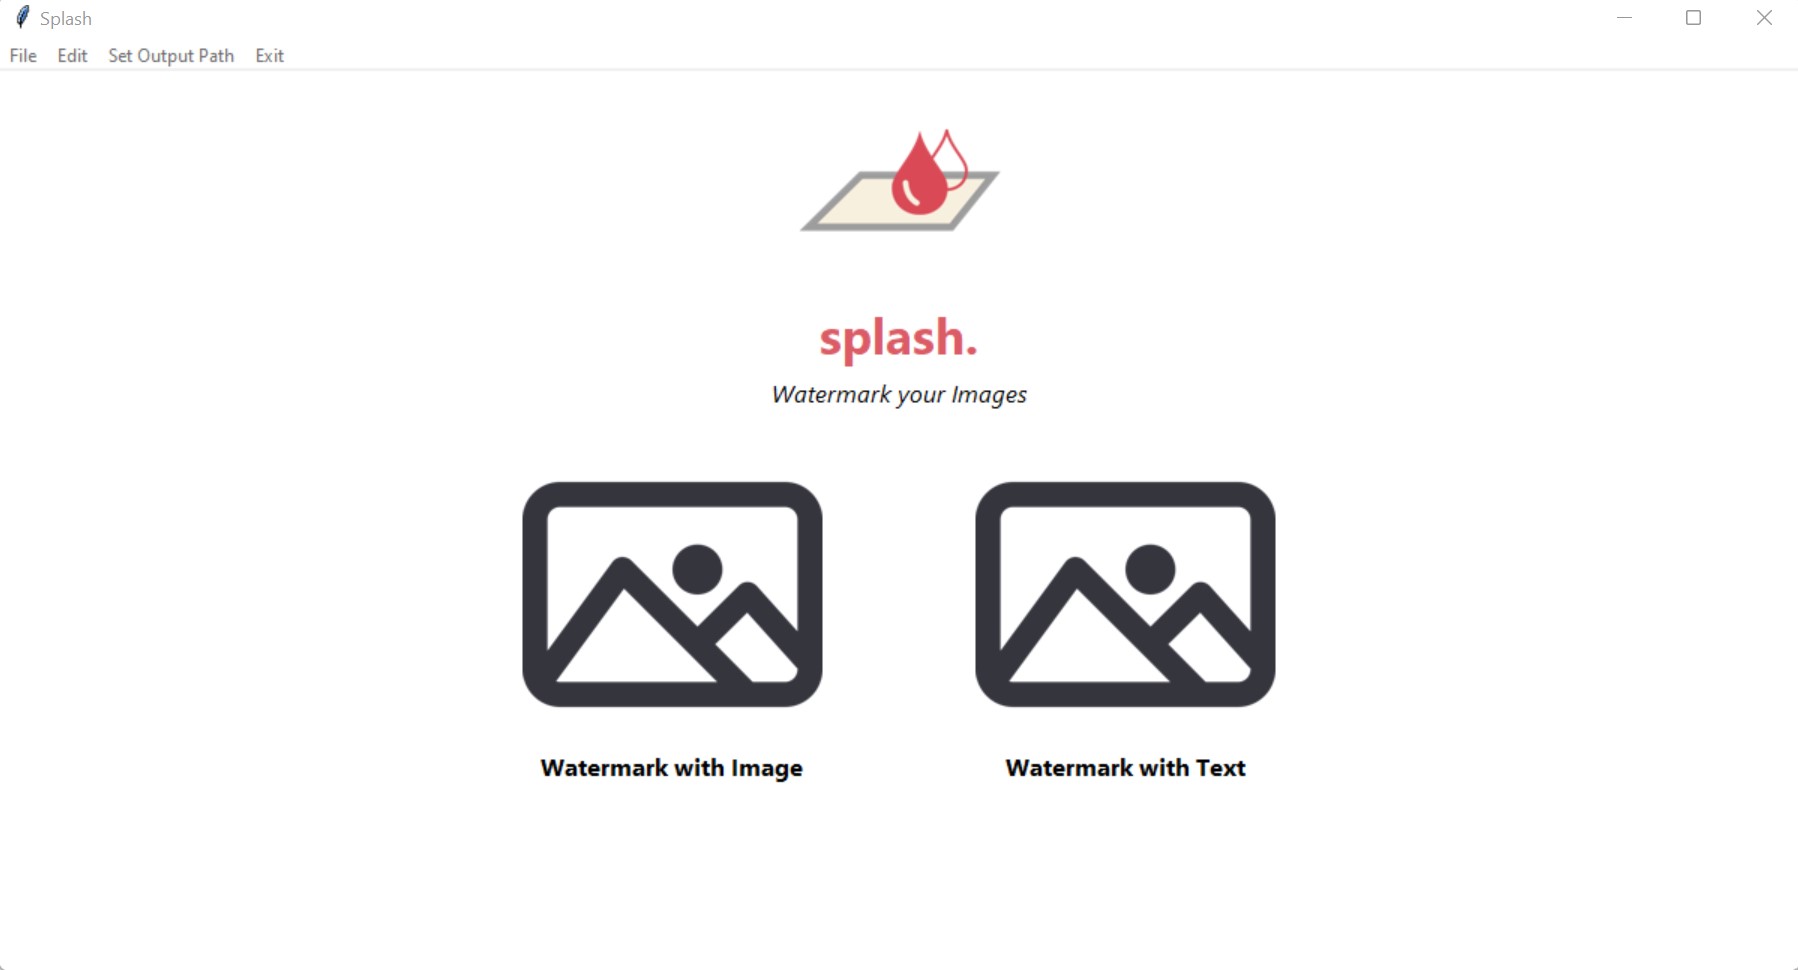 Splash
File Edit Set Output Path Exit
splash.
Watermark your Images
Watermark with Image Watermark with Text